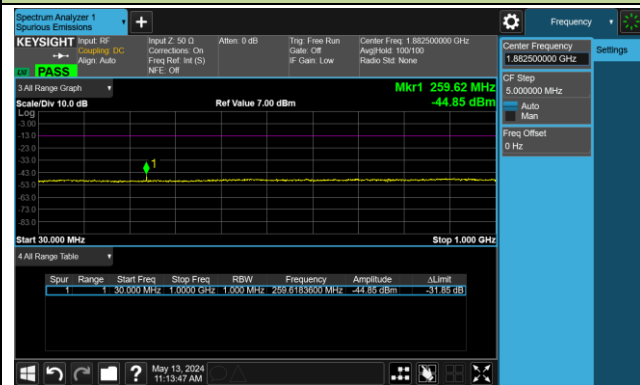 Spectrum Analyzer 1
Spurious Emissions
Frequency
KEYSIGHT
Input: RF
Coupling: DC
Align: Auto
Input Z: 50 Ω
Corrections: On
Freq Ref: Int (S)
NFE: Off
Atten: 0 dB
Trig: Free Run
Gate: Off
IF Gain: Low
Center Freq: 1.882500000 GHz
Avg|Hold: 100/100
Radio Std: None
PASS
Center Frequency
1.882500000 GHz
Settings
CF Step
5.000000 MHz
Auto
Man
Freq Offset
0 Hz
3 All Range Graph
Mkr1 259.62 MHz
Scale/Div 10.0 dB
Ref Value 7.00 dBm
-44.85 dBm
Log
-3.00
-13.0
-23.0
-33.0
-43.0
-53.0
-63.0
-73.0
-83.0
1
Start 30.000 MHz
Stop 1.000 GHz
4 All Range Table
Spur Range Start Freq Stop Freq RBW Frequency Amplitude ΔLimit
1 1 30.000 MHz 1.0000 GHz 1.000 MHz 259.6183600 MHz -44.85 dBm -31.85 dB
?
May 13, 2024
11:13:47 AM